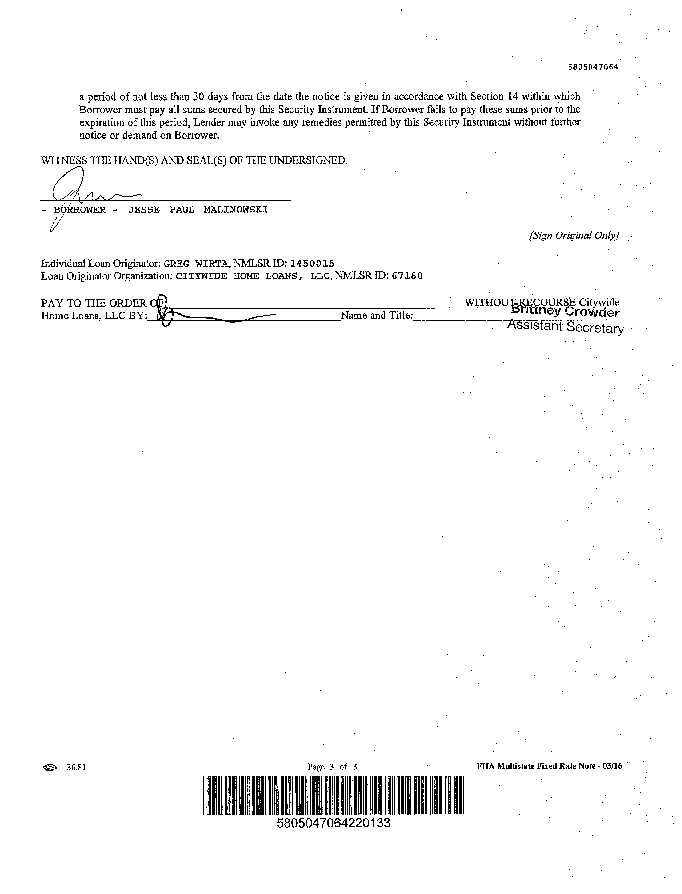 5805047064
a period of not less than 30 days from the date the notice is given in accordance with Section 14 within which
Borrower must pay all sums secured by this Security Instrument. If Borrower fails to pay these sums prior to the
expiration of this period, Lender may invoke any remedies permitted by this Security Instrument without further
notice or demand on Borrower.
WITNESS THE HAND(S) AND SEAL(S) OF THE UNDERSIGNED.
- BORROWER - JESSE PAUL MALINOWSKI
(Sign Original Only)
Individual Loan Originator: GREG WIRTA, NMLSR ID: 1450015
Loan Originator Organization: CITYWIDE HOME LOANS, LLC, NMLSR ID: 67180
PAY TO THE ORDER OF WITHOUT RECOURSE Citywide
Home Loans, LLC BY: Name and Title: Brittney Crowder
Assistant Secretary
36.81 Page 3 of 3 FHA Multistate Fixed Rate Note - 03/16
5805047064220133